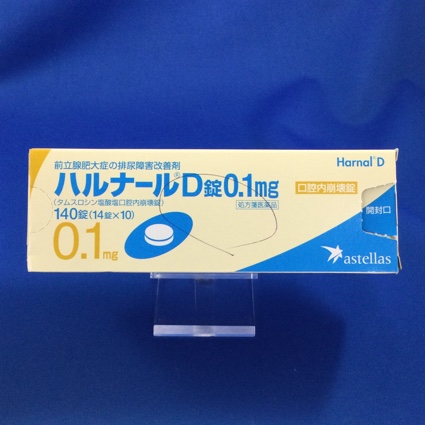 Harnal® D
前立腺肥大症の排尿障害改善剤
ハルナール®D錠0.1mg
口腔内崩壊錠
(タムスロシン塩酸塩口腔内崩壊錠)
処方箋医薬品
140錠(14錠×10)
開封口
0.1mg
astellas